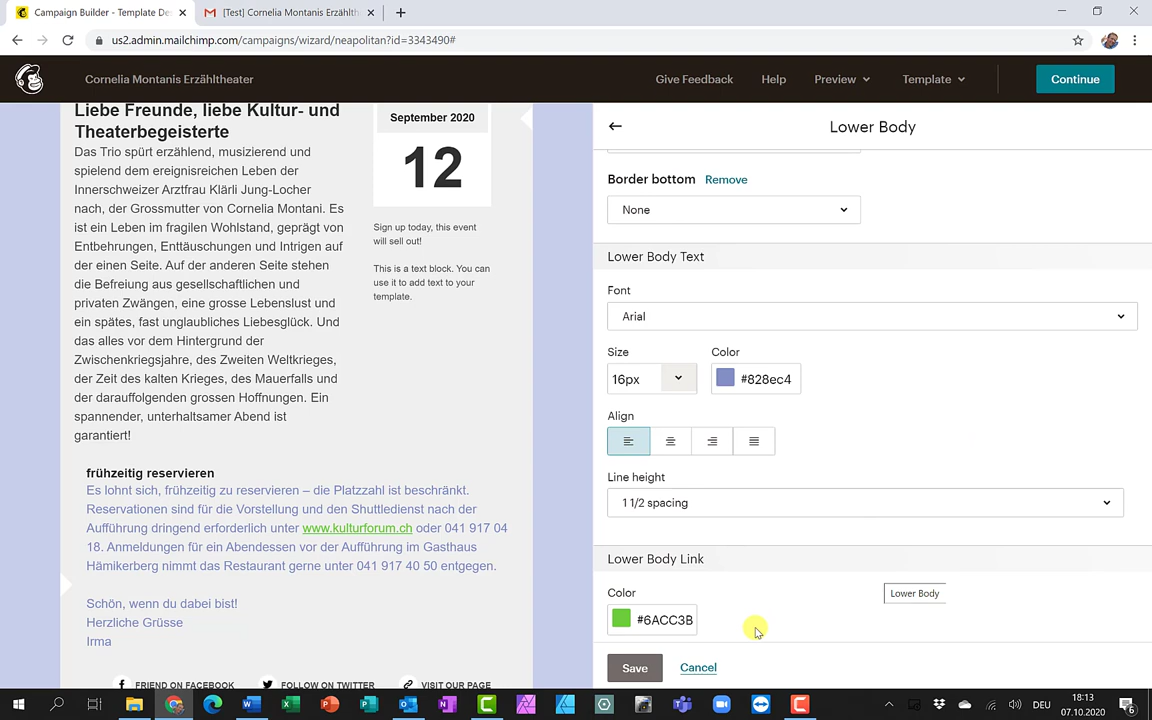 Campaign Builder - Template De
[Test] Cornelia Montanis Erzählth
us2.admin.mailchimp.com/campaigns/wizard/neapolitan?id=3343490#
Cornelia Montanis Erzähltheater
Give Feedback
Help
Preview
Template
Continue
Liebe Freunde, liebe Kultur- und
Theaterbegeisterte
Das Trio spürt erzählend, musizierend und
spielend dem ereignisreichen Leben der
Innerschweizer Arztfrau Klärli Jung-Locher
nach, der Grossmutter von Cornelia Montani. Es
ist ein Leben im fragilen Wohlstand, geprägt von
Entbehrungen, Enttäuschungen und Intrigen auf
der einen Seite. Auf der anderen Seite stehen
die Befreiung aus gesellschaftlichen und
privaten Zwängen, eine grosse Lebenslust und
ein spätes, fast unglaubliches Liebesglück. Und
das alles vor dem Hintergrund der
Zwischenkriegsjahre, des Zweiten Weltkrieges,
der Zeit des kalten Krieges, des Mauerfalls und
der darauffolgenden grossen Hoffnungen. Ein
spannender, unterhaltsamer Abend ist
garantiert!
September 2020
12
Sign up today, this event
will sell out!
This is a text block. You can
use it to add text to your
template.
frühzeitig reservieren
Es lohnt sich, frühzeitig zu reservieren – die Platzzahl ist beschränkt.
Reservationen sind für die Vorstellung und den Shuttledienst nach der
Aufführung dringend erforderlich unter www.kulturforum.ch oder 041 917 04
18. Anmeldungen für ein Abendessen vor der Aufführung im Gasthaus
Hämikerberg nimmt das Restaurant gerne unter 041 917 40 50 entgegen.
Schön, wenn du dabei bist!
Herzliche Grüsse
Irma
FRIEND ON FACEBOOK
FOLLOW ON TWITTER
VISIT OUR PAGE
Lower Body
Border bottom Remove
None
Lower Body Text
Font
Arial
Size
Color
16px
#828ec4
Align
Line height
1 1/2 spacing
Lower Body Link
Color
#6ACC3B
Lower Body
Save
Cancel
DEU
18:13
07.10.2020
6